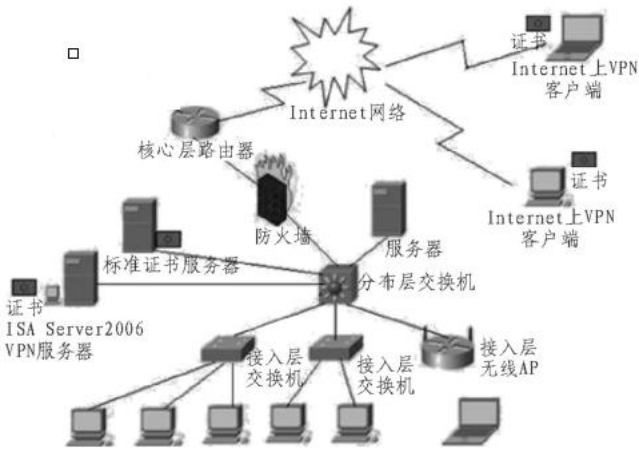 证书
Internet上VPN
客户端
Internet网络
核心层路由器
证书
Internet上VPN
客户端
防火墙
服务器
标准证书服务器
分布层交换机
证书
ISA Server2006
VPN服务器
接入层
交换机
接入层
交换机
接入层
无线AP